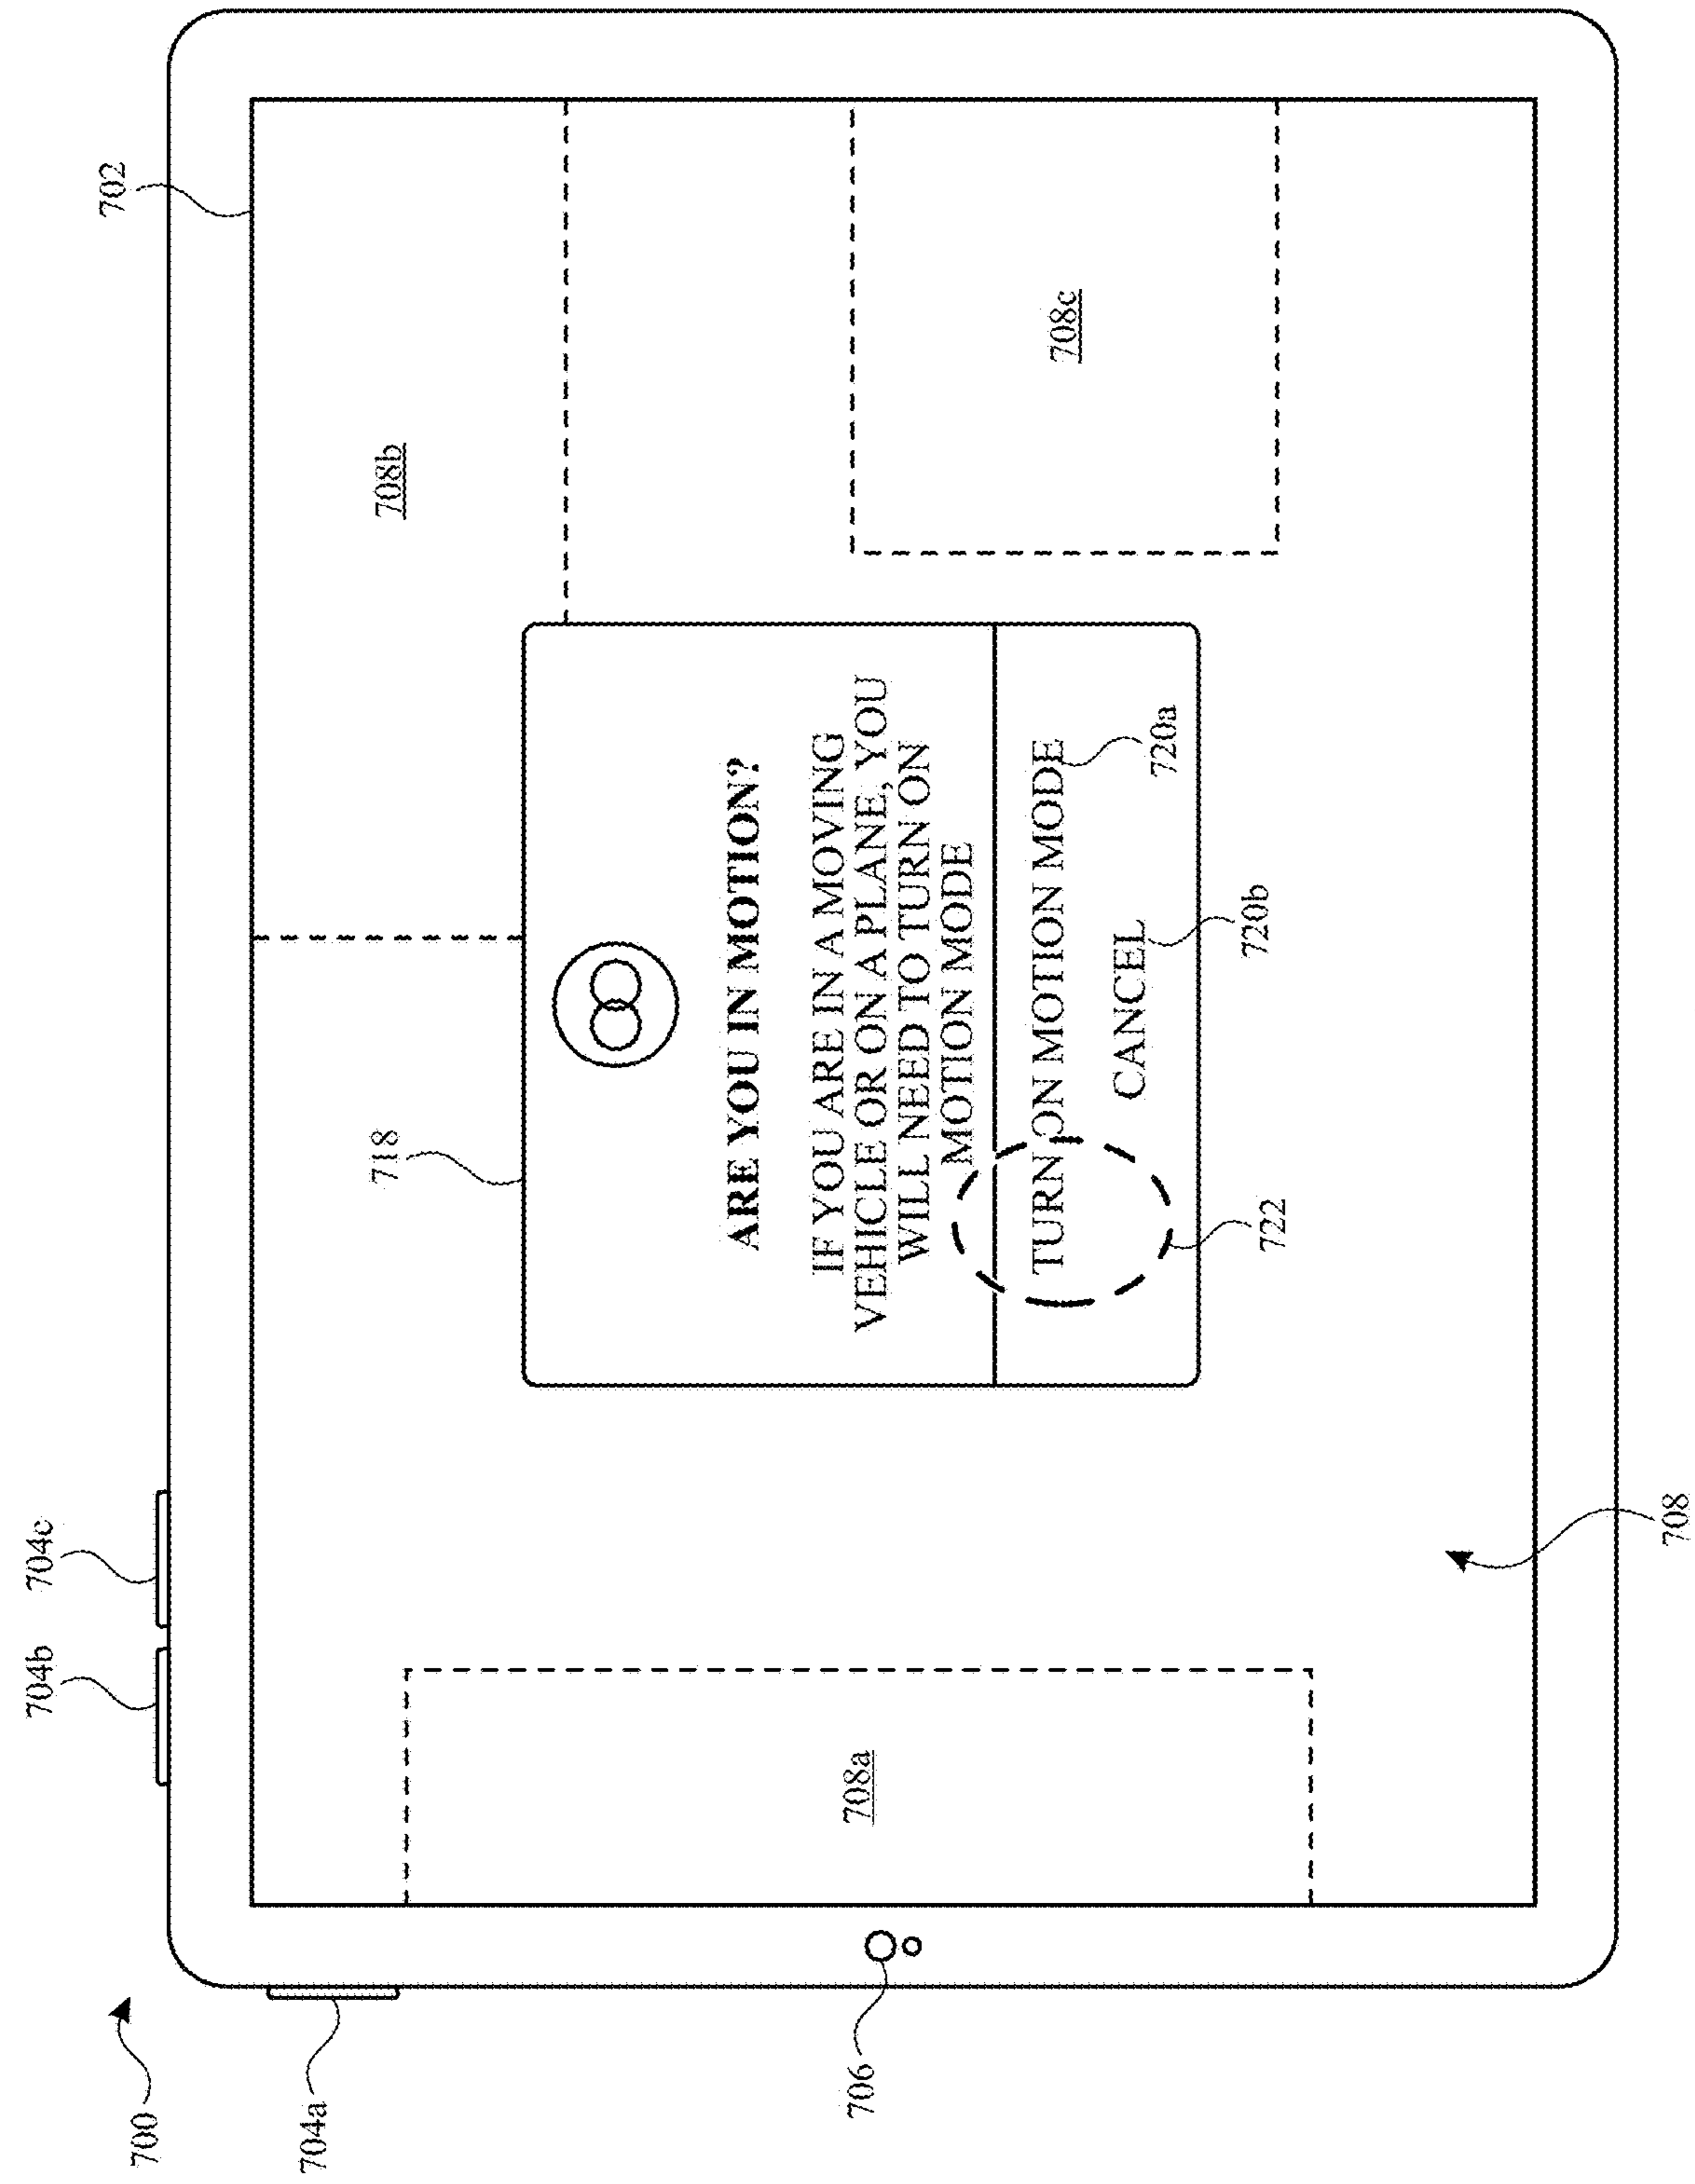 700
704a
704b
704c
702
706
708a
708b
708c
708
718
ARE YOU IN MOTION?
IF YOU ARE IN A MOVING
VEHICLE OR ON A PLANE, YOU
WILL NEED TO TURN ON
MOTION MODE
TURN ON MOTION MODE
720a
CANCEL
720b
722